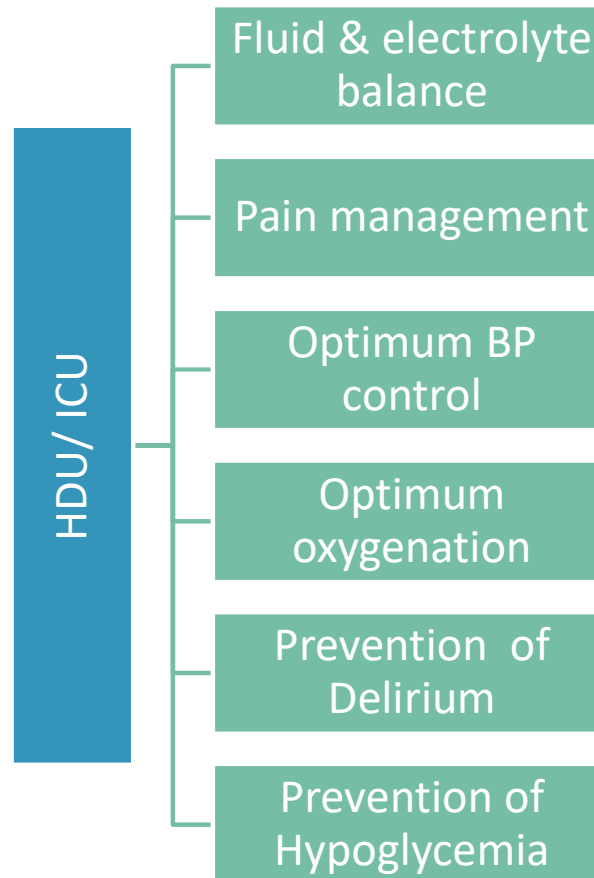 HDU/ ICU
Fluid & electrolyte
balance
Pain management
Optimum BP
control
Optimum
oxygenation
Prevention  of
Delirium
Prevention of
Hypoglycemia